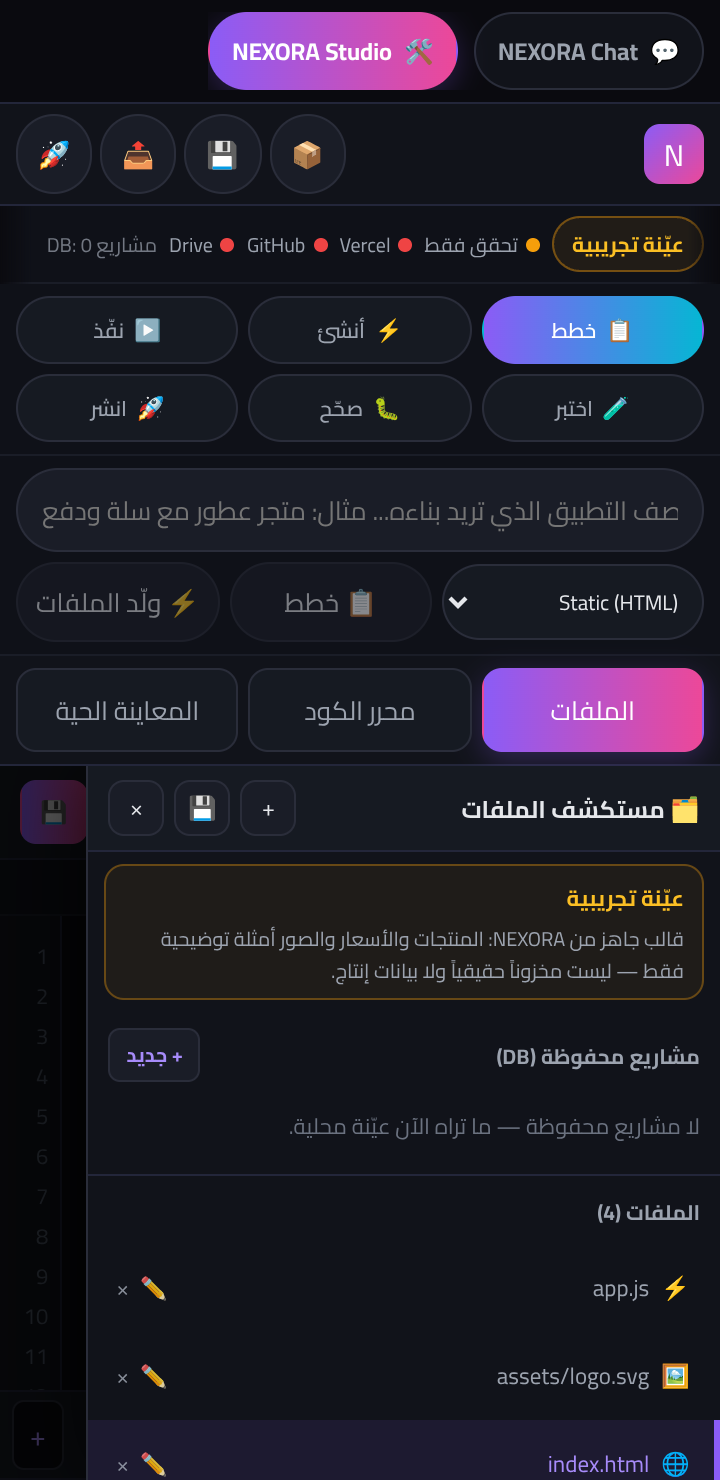 NEXORA Chat
NEXORA Studio
N
عيّنة تجريبية
تحقق فقط
Vercel
GitHub
Drive
مشاريع DB: 0
خطط
أنشئ
نفّذ
اختبر
صحّح
انشر
صف التطبيق الذي تريد بناءه... مثال: متجر عطور مع سلة ودفع
Static (HTML)
خطط
ولّد الملفات
الملفات
محرر الكود
المعاينة الحية
مستكشف الملفات
+
×
عيّنة تجريبية
قالب جاهز من NEXORA: المنتجات والأسعار والصور أمثلة توضيحية
فقط — ليست مخزوناً حقيقياً ولا بيانات إنتاج.
مشاريع محفوظة (DB)
+ جديد
لا مشاريع محفوظة — ما تراه الآن عيّنة محلية.
الملفات (4)
app.js
×
assets/logo.svg
×
index.html
×
1
2
3
4
5
6
7
8
9
10
11
+